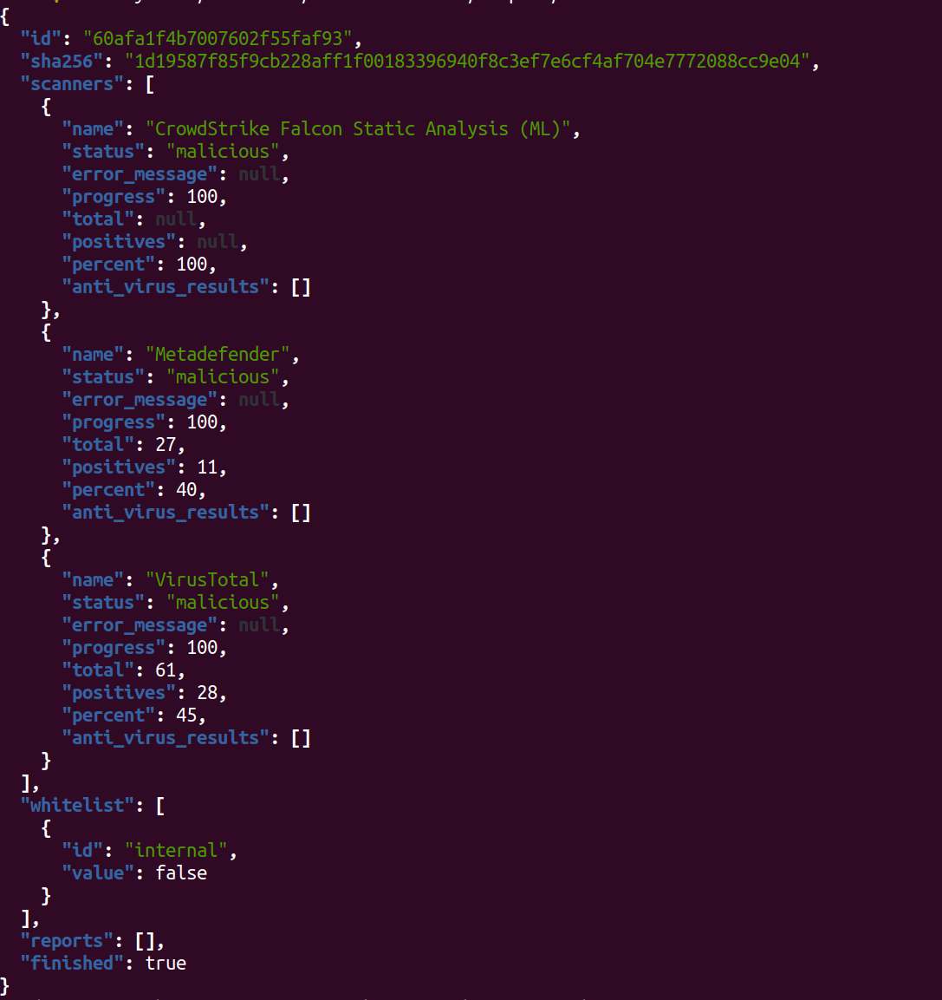 {
  "id": "60afa1f4b7007602f55faf93",
  "sha256": "1d19587f85f9cb228aff1f00183396940f8c3ef7e6cf4af704e7772088cc9e04",
  "scanners": [
    {
      "name": "CrowdStrike Falcon Static Analysis (ML)",
      "status": "malicious",
      "error_message": null,
      "progress": 100,
      "total": null,
      "positives": null,
      "percent": 100,
      "anti_virus_results": []
    },
    {
      "name": "Metadefender",
      "status": "malicious",
      "error_message": null,
      "progress": 100,
      "total": 27,
      "positives": 11,
      "percent": 40,
      "anti_virus_results": []
    },
    {
      "name": "VirusTotal",
      "status": "malicious",
      "error_message": null,
      "progress": 100,
      "total": 61,
      "positives": 28,
      "percent": 45,
      "anti_virus_results": []
    }
  ],
  "whitelist": [
    {
      "id": "internal",
      "value": false
    }
  ],
  "reports": [],
  "finished": true
}